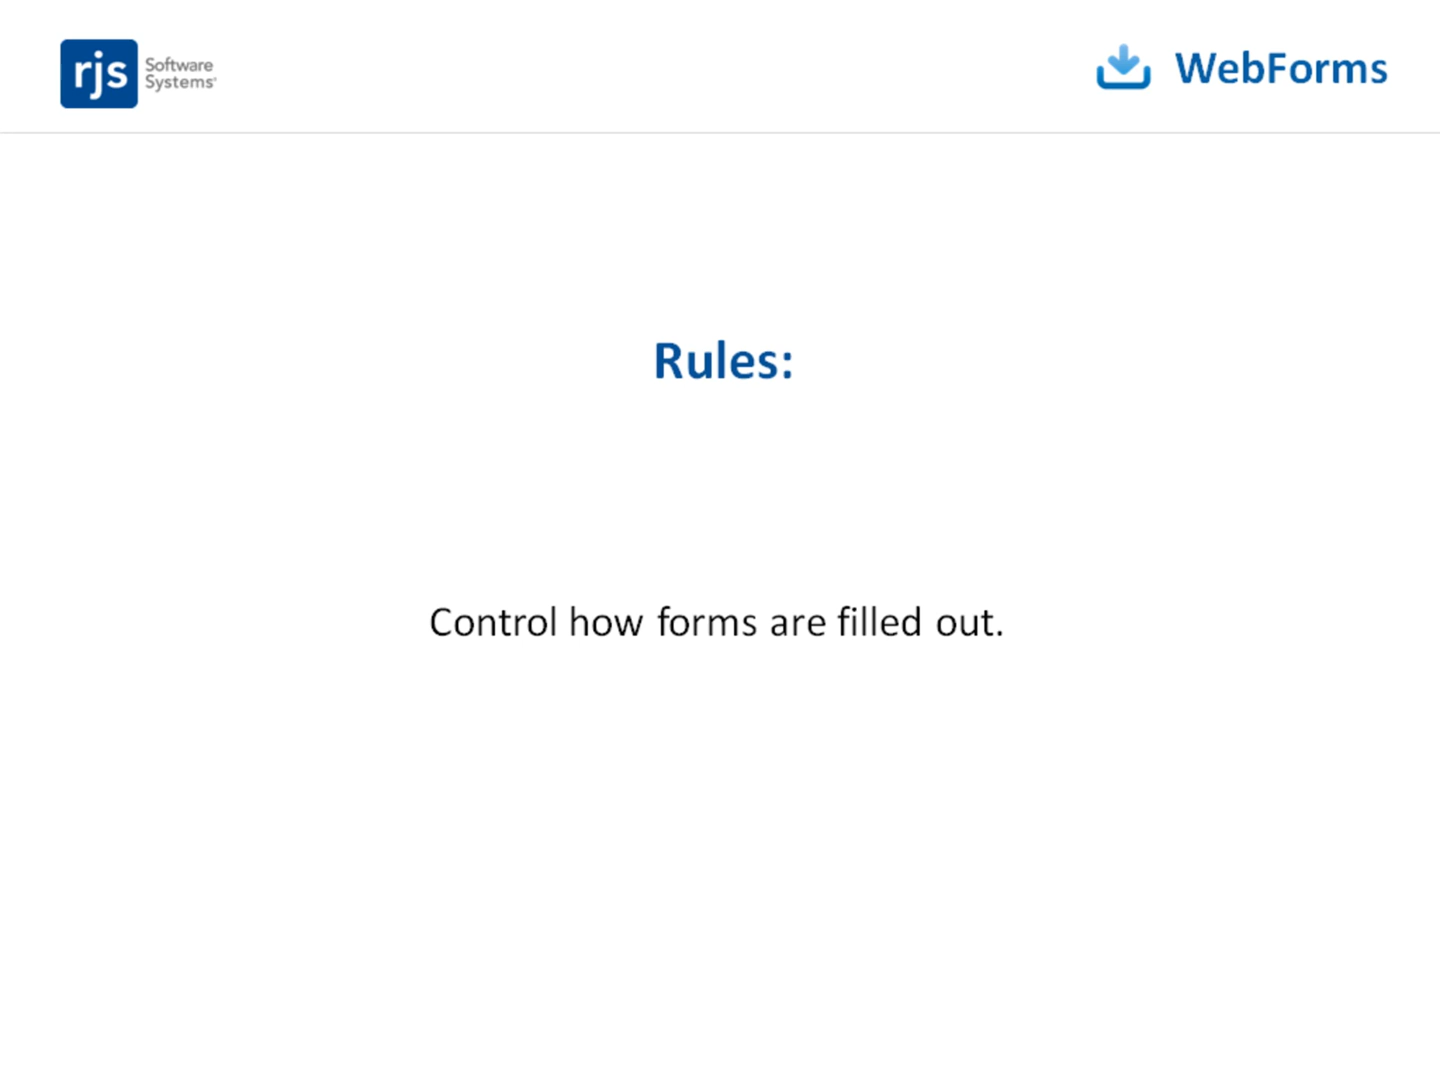 rjs Software
Systems
WebForms
Rules:
Control how forms are filled out.